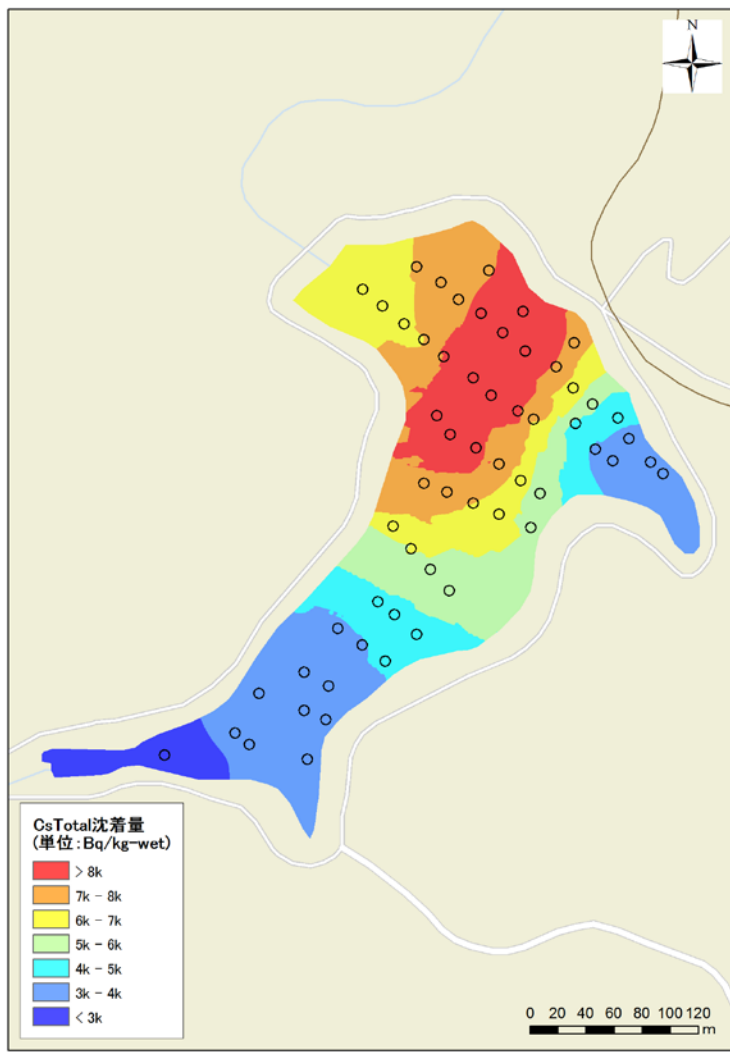 N
CsTotal沈着量
(単位:Bq/kg-wet)
> 8k
7k - 8k
6k - 7k
5k - 6k
4k - 5k
3k - 4k
< 3k
0 20 40 60 80 100 120
m